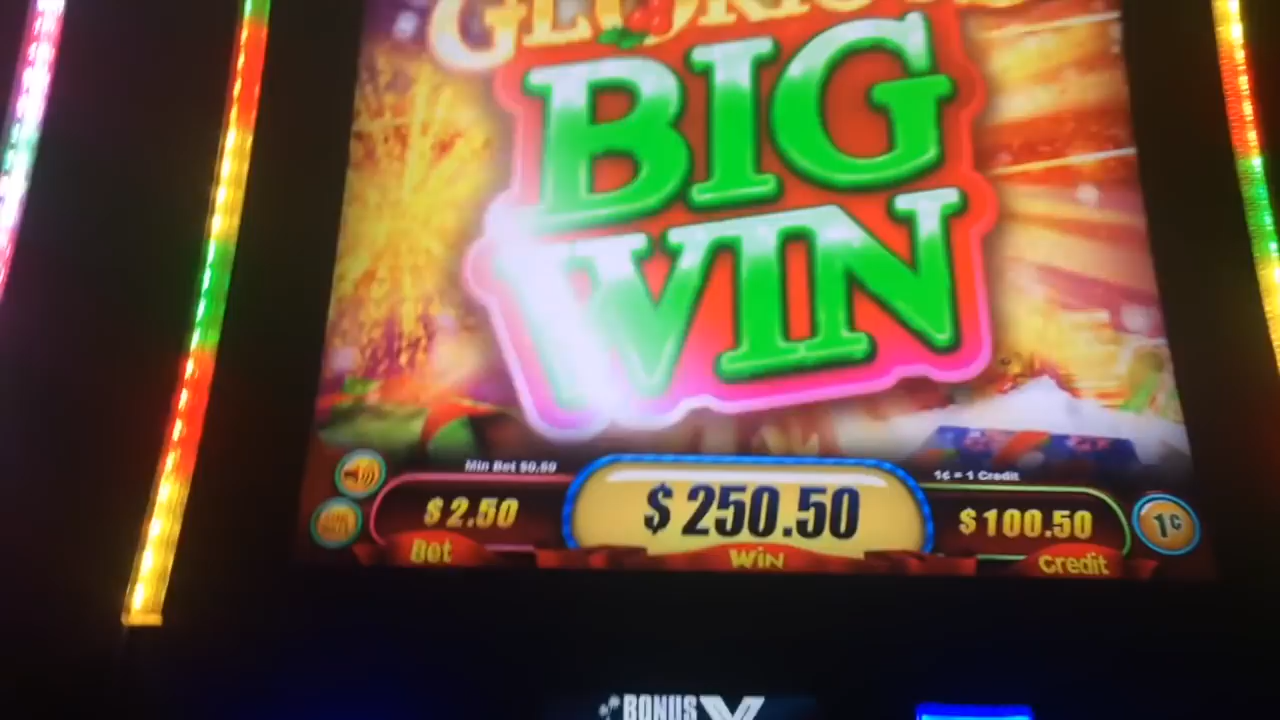 BIG
WIN
Min Bet $0.50
1¢ = 1 Credit
$2.50
$250.50
$100.50
1¢
Bet
WIN
Credit
BONUS